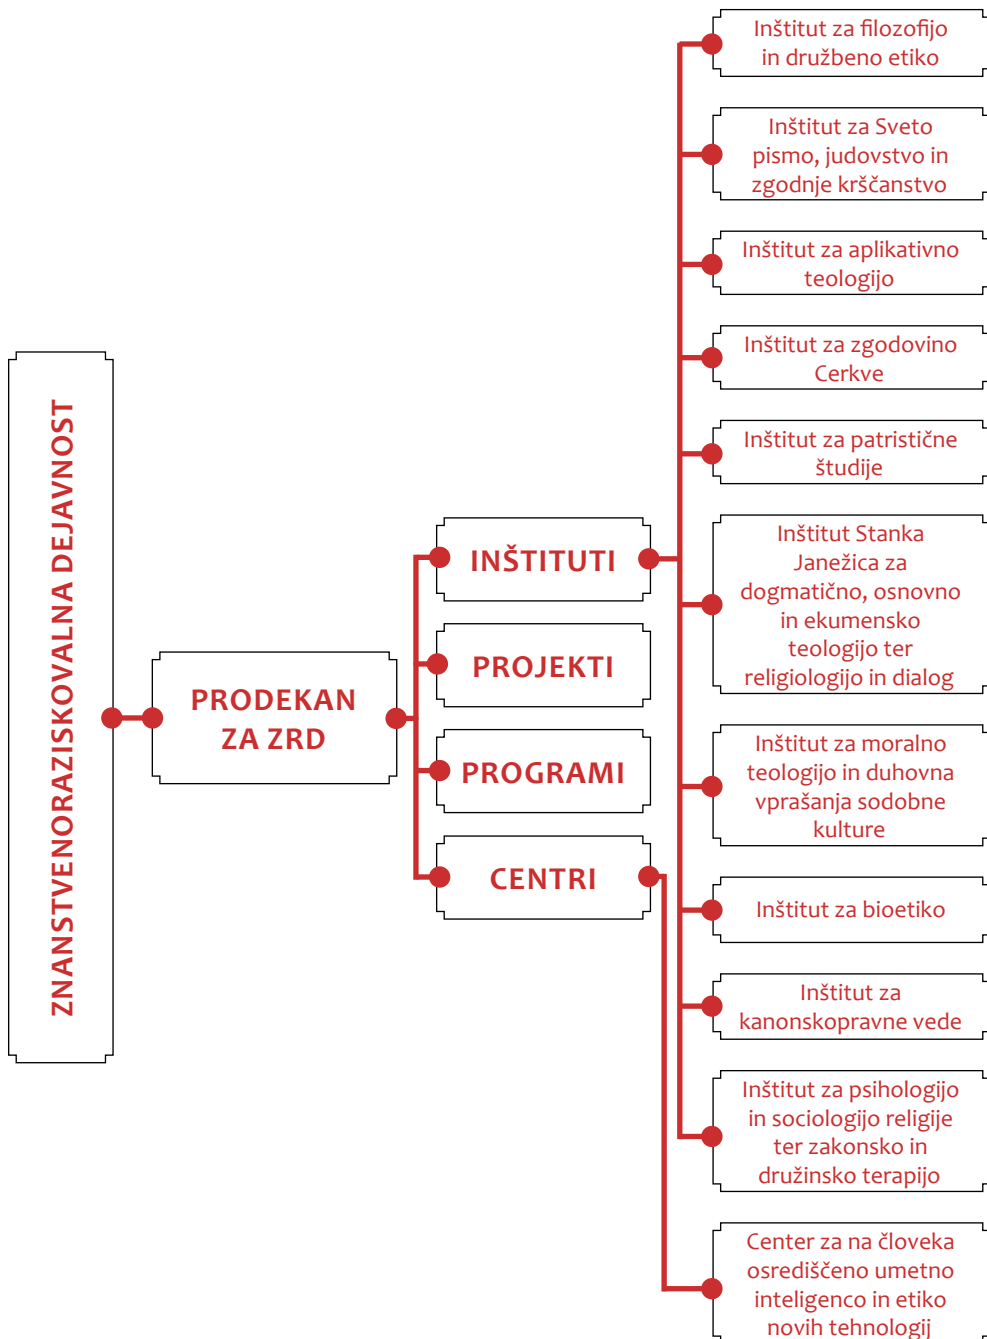 ZNANSTVENORAZISKOVALNA DEJAVNOST
PRODEKAN
ZA ZRD
INŠTITUTI
PROJEKTI
PROGRAMI
CENTRI
Inštitut za filozofijo
in družbeno etiko
Inštitut za Sveto
pismo, judovstvo in
zgodnje krščanstvo
Inštitut za aplikativno
teologijo
Inštitut za zgodovino
Cerkve
Inštitut za patristične
študije
Inštitut Stanka
Janežica za
dogmatično, osnovno
in ekumensko
teologijo ter
religiologijo in dialog
Inštitut za moralno
teologijo in duhovna
vprašanja sodobne
kulture
Inštitut za bioetiko
Inštitut za
kanonskopravne vede
Inštitut za psihologijo
in sociologijo religije
ter zakonsko in
družinsko terapijo
Center za na človeka
osrediščeno umetno
inteligenco in etiko
novih tehnologij